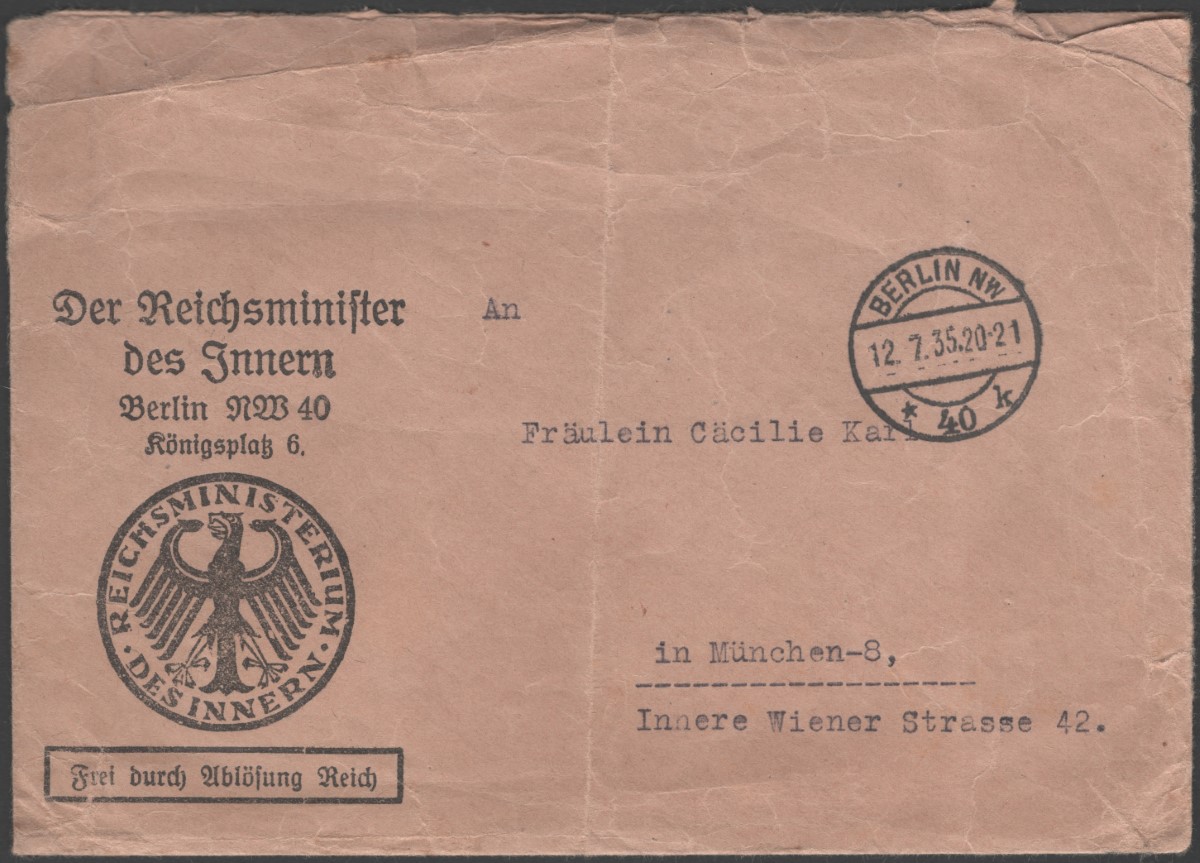 Der Reichsminister
des Innern
Berlin NW 40
Königsplatz 6.
REICHSMINISTERIUM
· DES INNERN ·
Frei durch Ablösung Reich
An
BERLIN NW
12.7.35.20-21
* 40 k
Fräulein Cäcilie
in München-8,
Innere Wiener Strasse 42.